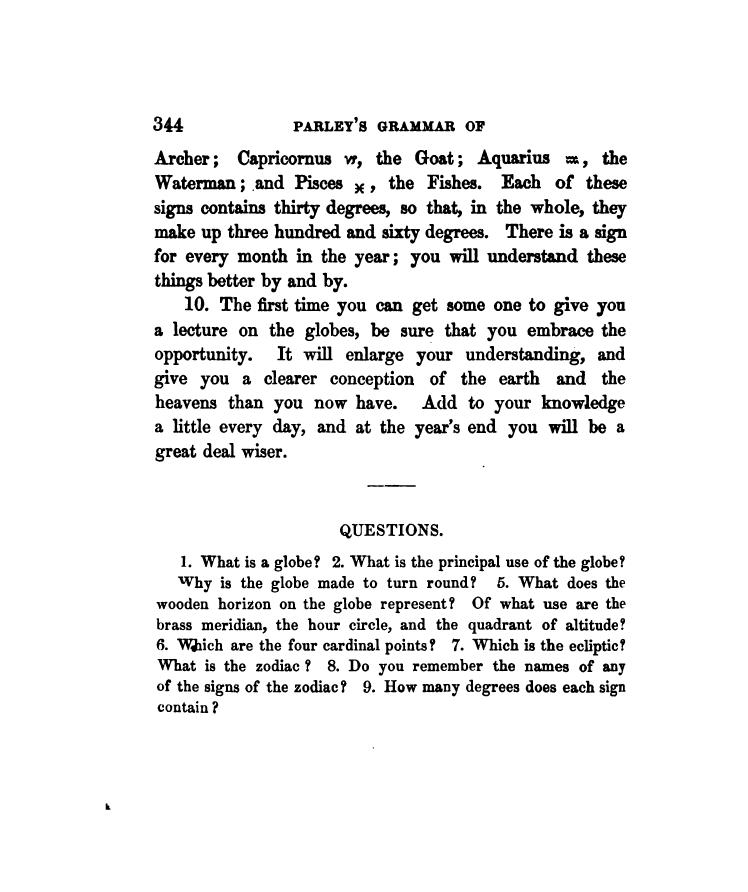 344 PARLEY'S GRAMMAR OF
Archer; Capricornus ♑, the Goat; Aquarius ♒, the
Waterman; and Pisces ♓, the Fishes. Each of these
signs contains thirty degrees, so that, in the whole, they
make up three hundred and sixty degrees. There is a sign
for every month in the year; you will understand these
things better by and by.
10. The first time you can get some one to give you
a lecture on the globes, be sure that you embrace the
opportunity. It will enlarge your understanding, and
give you a clearer conception of the earth and the
heavens than you now have. Add to your knowledge
a little every day, and at the year's end you will be a
great deal wiser.
QUESTIONS.
1. What is a globe? 2. What is the principal use of the globe?
Why is the globe made to turn round? 5. What does the
wooden horizon on the globe represent? Of what use are the
brass meridian, the hour circle, and the quadrant of altitude?
6. Which are the four cardinal points? 7. Which is the ecliptic?
What is the zodiac? 8. Do you remember the names of any
of the signs of the zodiac? 9. How many degrees does each sign
contain?